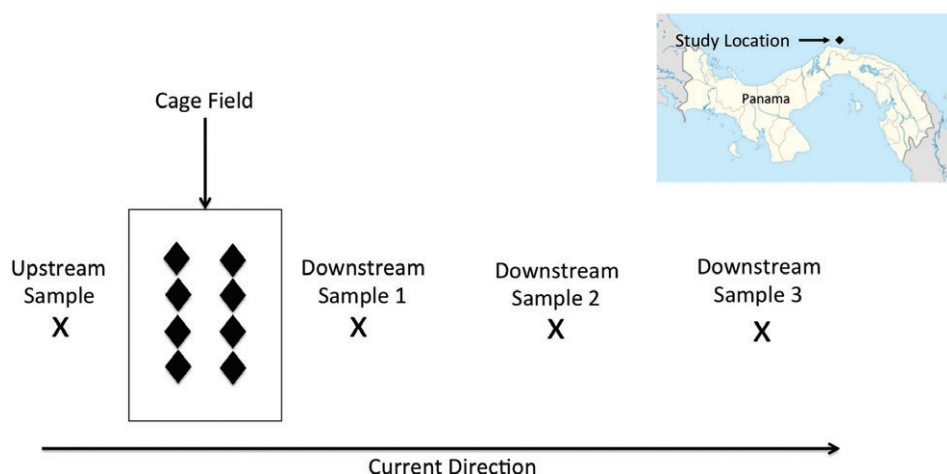 Study Location
Panama
Cage Field
Upstream
Sample
X
Downstream
Sample 1
X
Downstream
Sample 2
X
Downstream
Sample 3
X
Current Direction